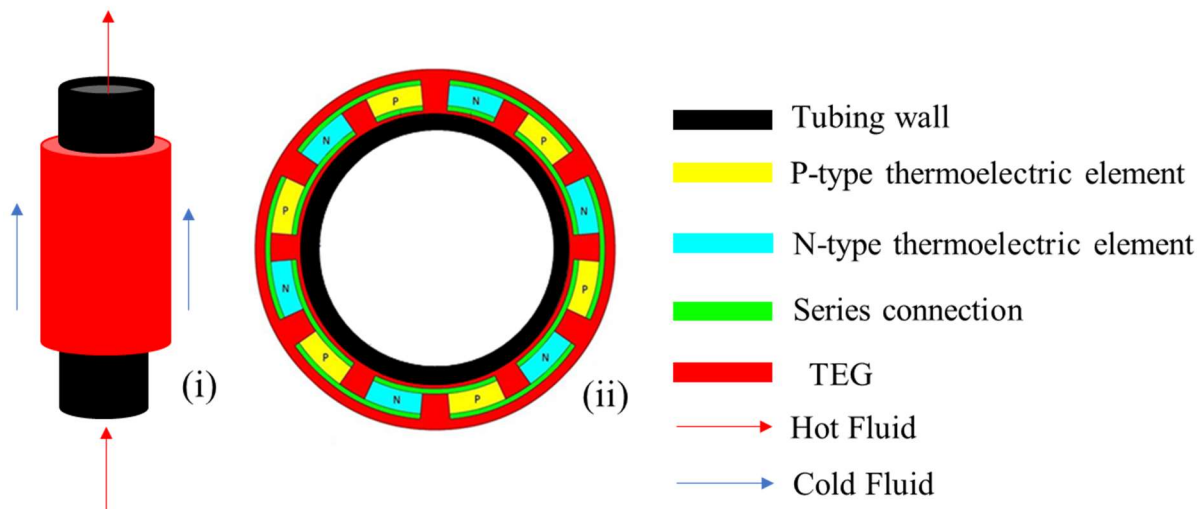 P
N
N
P
P
N
N
P
P
N
N
P
(i)
(ii)
Tubing wall
P-type thermoelectric element
N-type thermoelectric element
Series connection
TEG
Hot Fluid
Cold Fluid